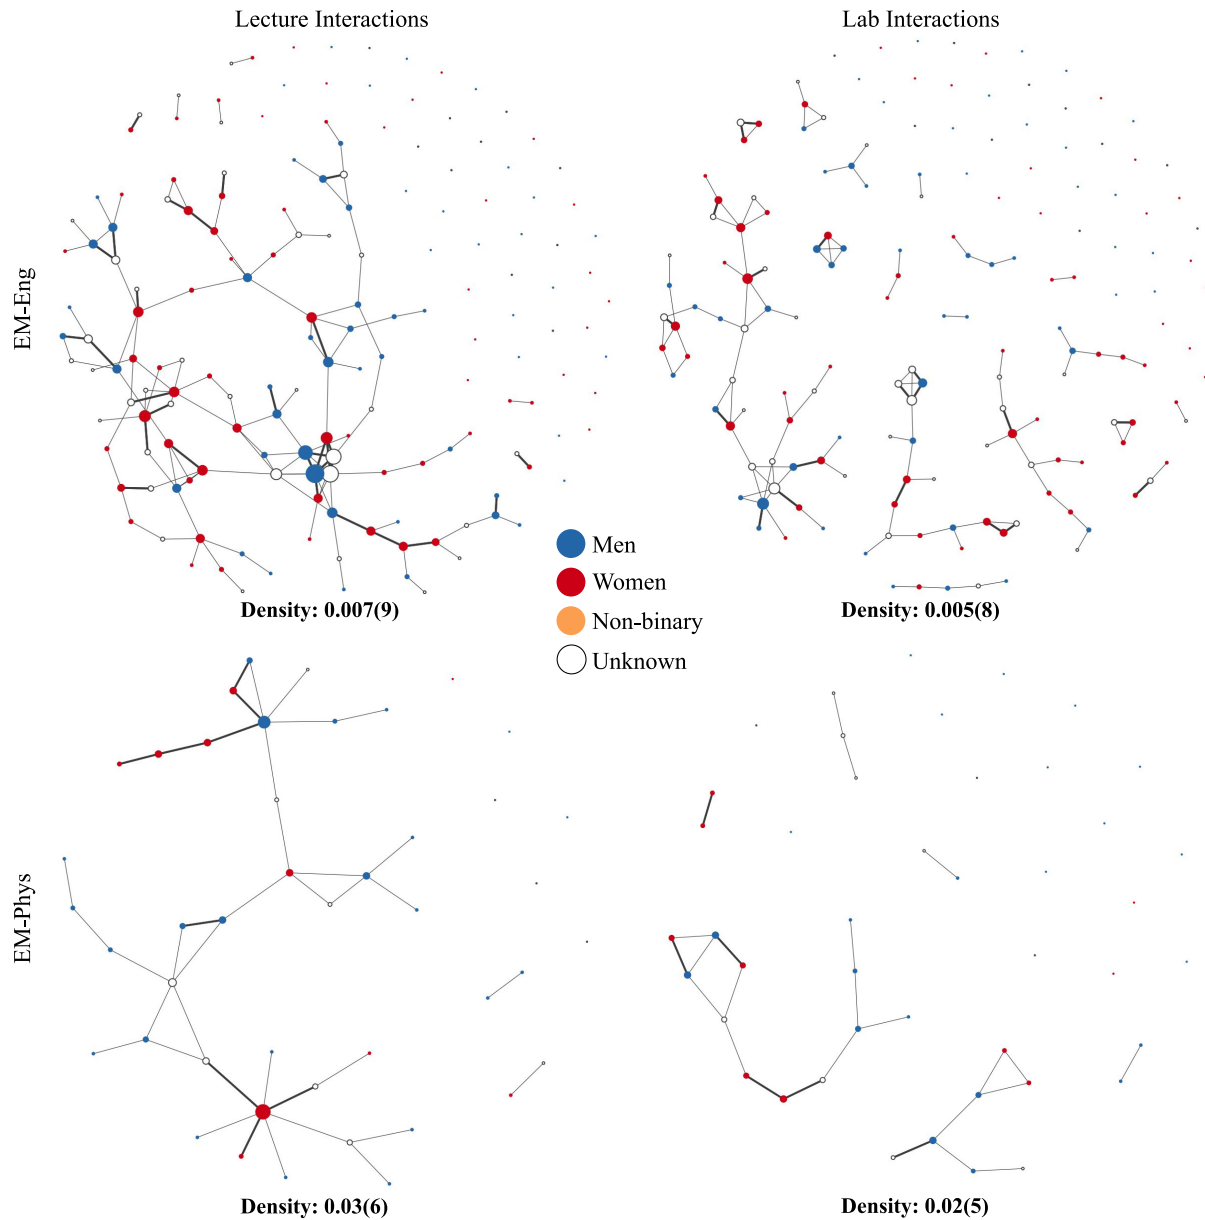 Lecture Interactions
Lab Interactions
EM-Eng
Men
Women
Non-binary
Unknown
Density: 0.007(9)
Density: 0.005(8)
EM-Phys
Density: 0.03(6)
Density: 0.02(5)